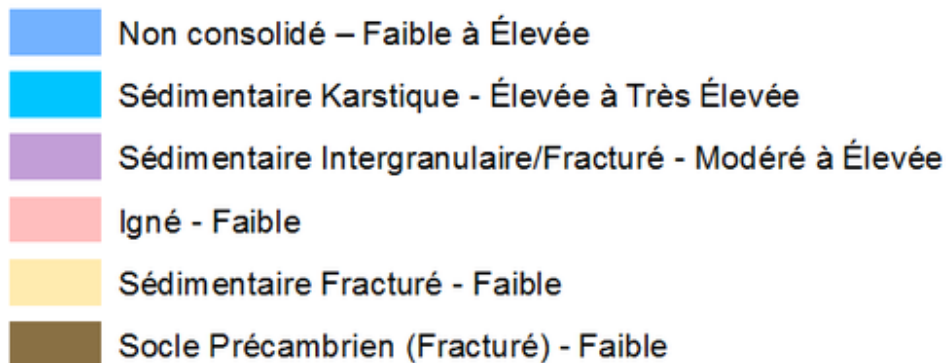 Non consolidé – Faible à Élevée
Sédimentaire Karstique - Élevée à Très Élevée
Sédimentaire Intergranulaire/Fracturé - Modéré à Élevée
Igné - Faible
Sédimentaire Fracturé - Faible
Socle Précambrien (Fracturé) - Faible